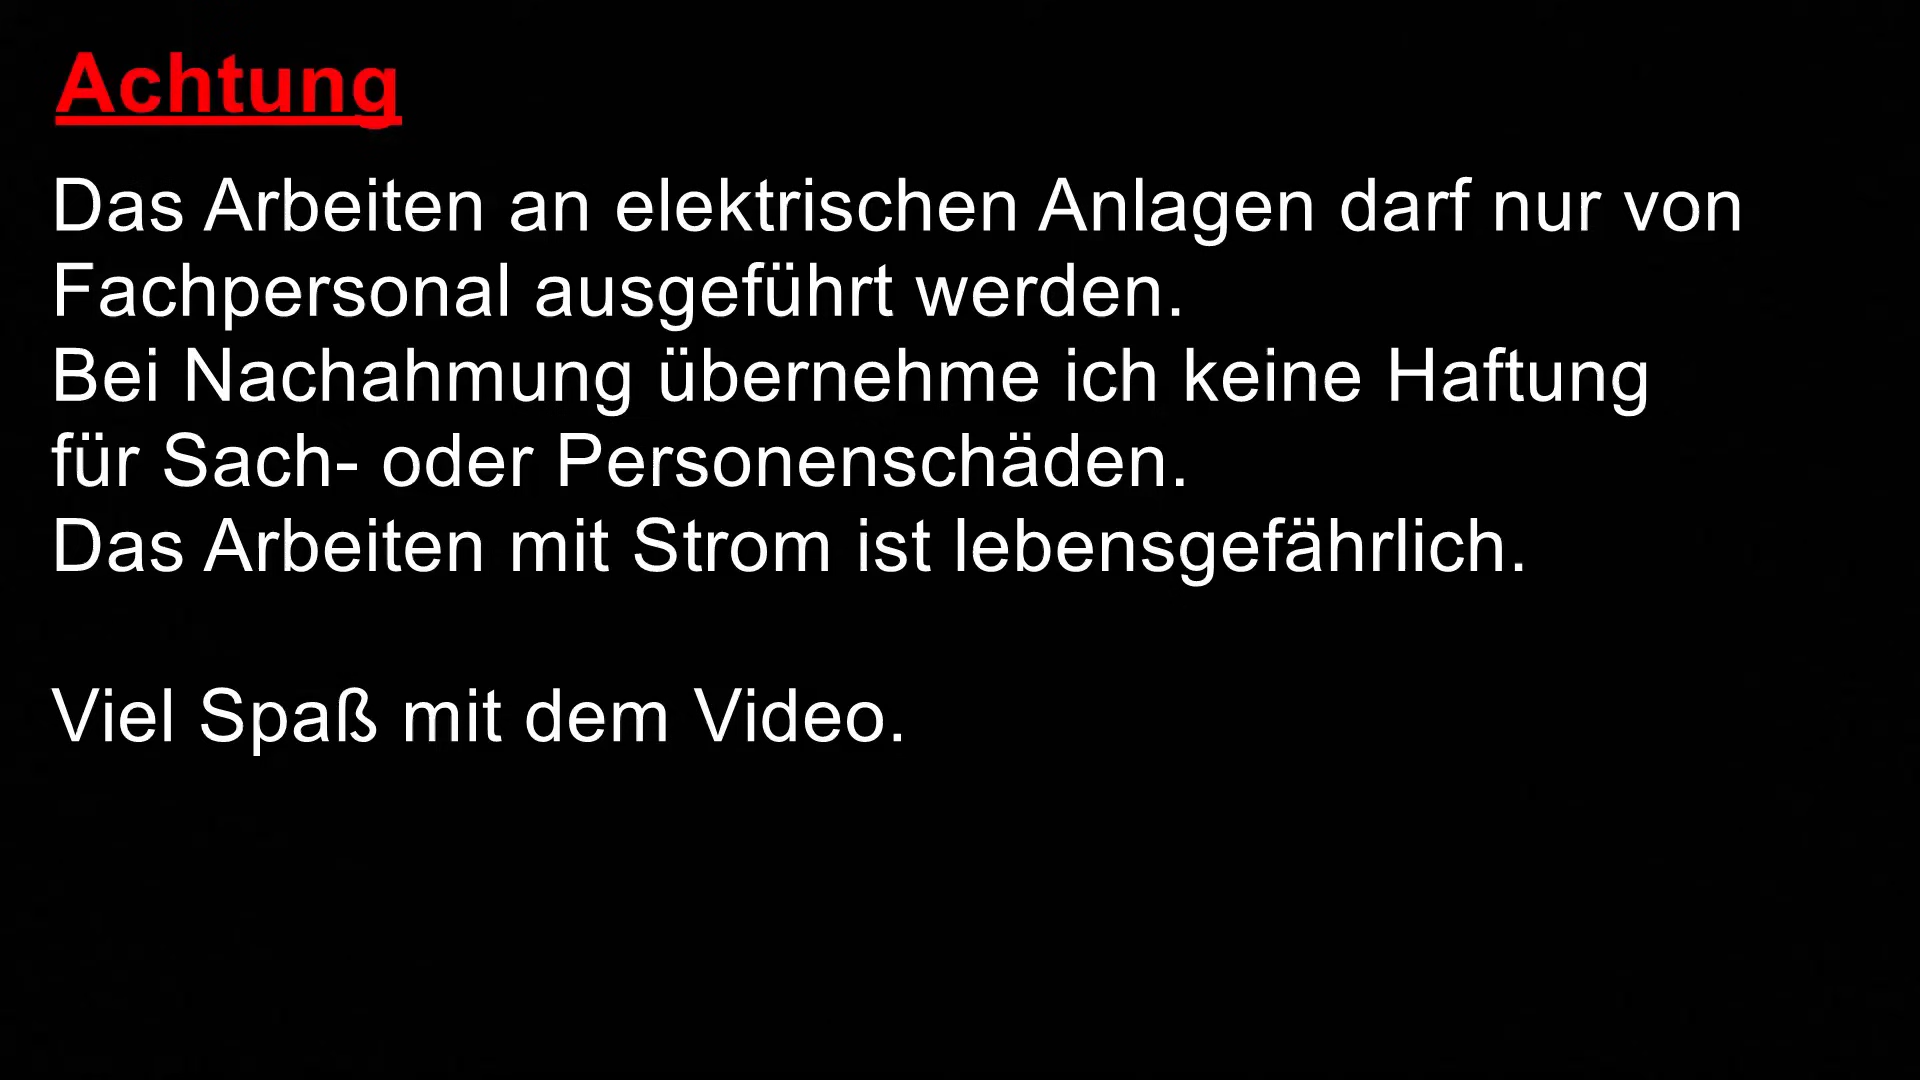 Achtung
Das Arbeiten an elektrischen Anlagen darf nur von
Fachpersonal ausgeführt werden.
Bei Nachahmung übernehme ich keine Haftung
für Sach- oder Personenschäden.
Das Arbeiten mit Strom ist lebensgefährlich.
Viel Spaß mit dem Video.